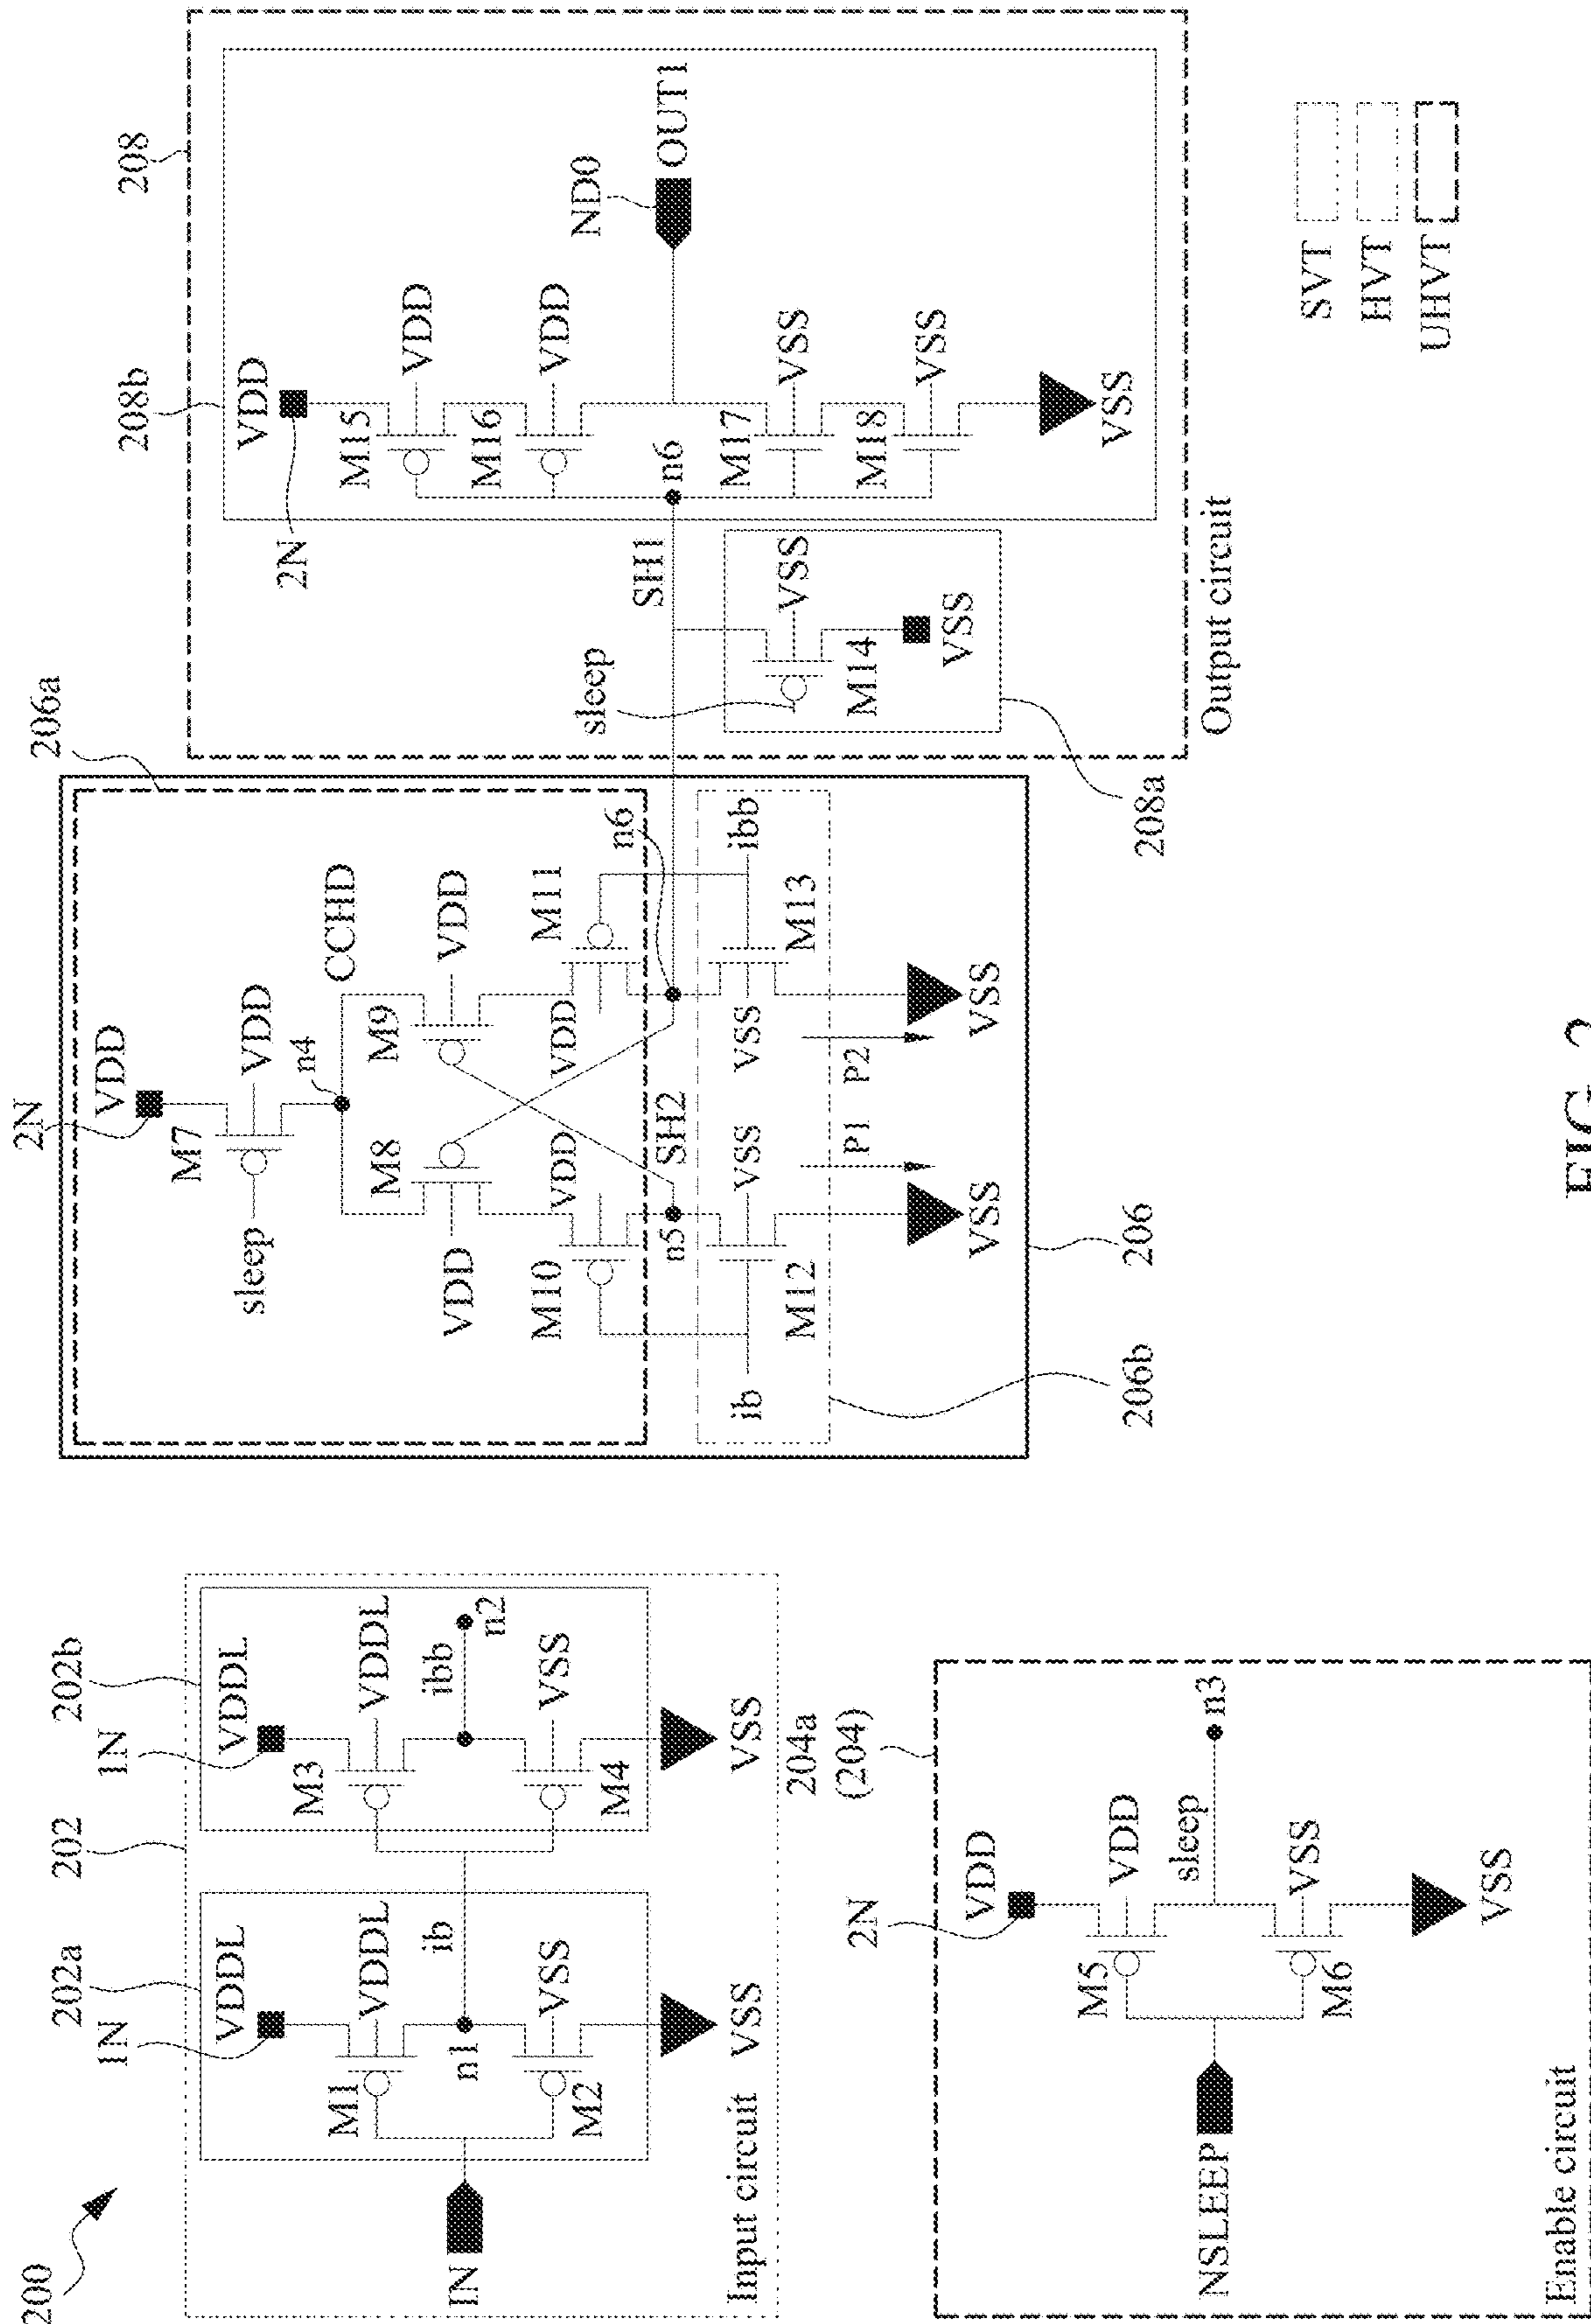 200
202
202a
1N
VDDL
M1
VDDL
n1
ib
M2
VSS
VSS
IN
202b
1N
VDDL
M3
VDDL
ibb
n2
VSS
M4
VSS
Input circuit
204a
(204)
2N
VDD
M5
VDD
sleep
n3
NSLEEP
M6
VSS
VSS
Enable circuit
206a
2N
VDD
M7
VDD
sleep
n4
CCHD
M8
M9
VDD
VDD
M10
VDD
VDD
M11
n6
n5
SH2
ib
M12
VSS
VSS
M13
ibb
P1
P2
VSS
VSS
206b
206
208
208b
VDD
2N
M15
VDD
M16
VDD
SH1
n6
ND0
OUT1
M17
VSS
M18
VSS
VSS
sleep
M14
VSS
VSS
208a
Output circuit
SVT
HVT
UHVT